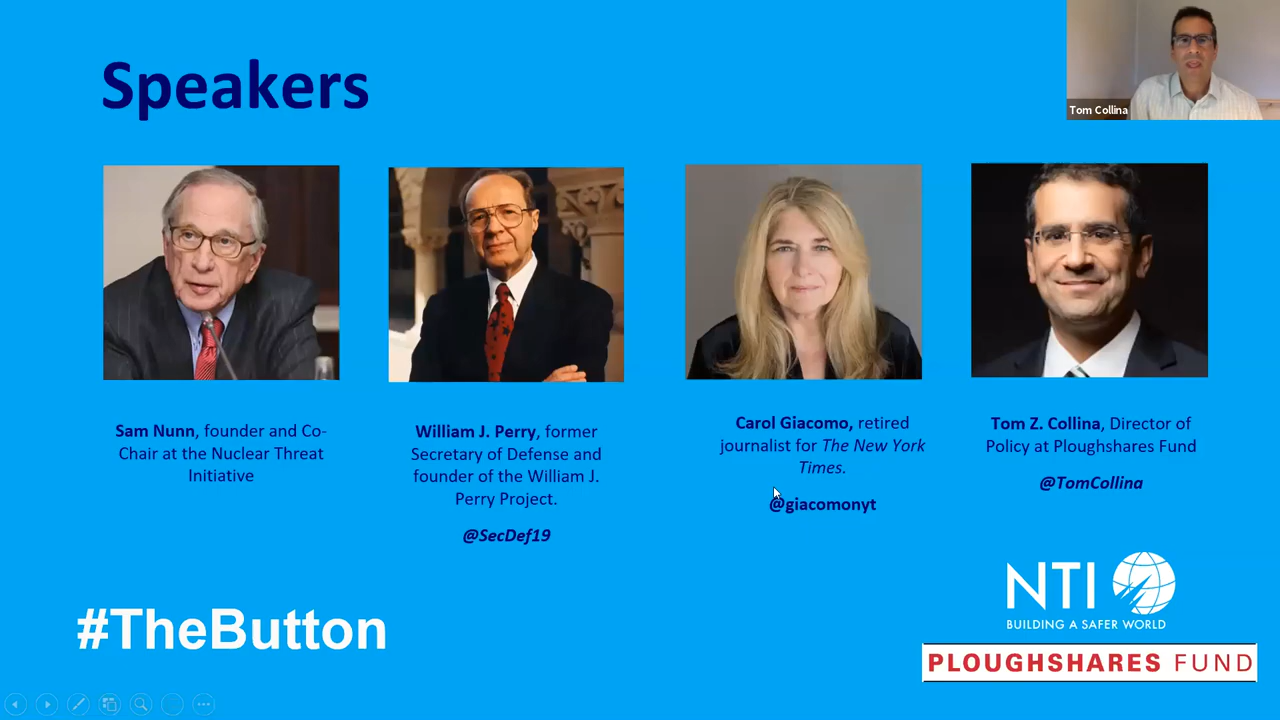 Speakers
Tom Collina
Sam Nunn, founder and Co-
Chair at the Nuclear Threat
Initiative
William J. Perry, former
Secretary of Defense and
founder of the William J.
Perry Project.
@SecDef19
Carol Giacomo, retired
journalist for The New York
Times.
@giacomonyt
Tom Z. Collina, Director of
Policy at Ploughshares Fund
@TomCollina
#TheButton
NTI
BUILDING A SAFER WORLD
PLOUGHSHARES FUND